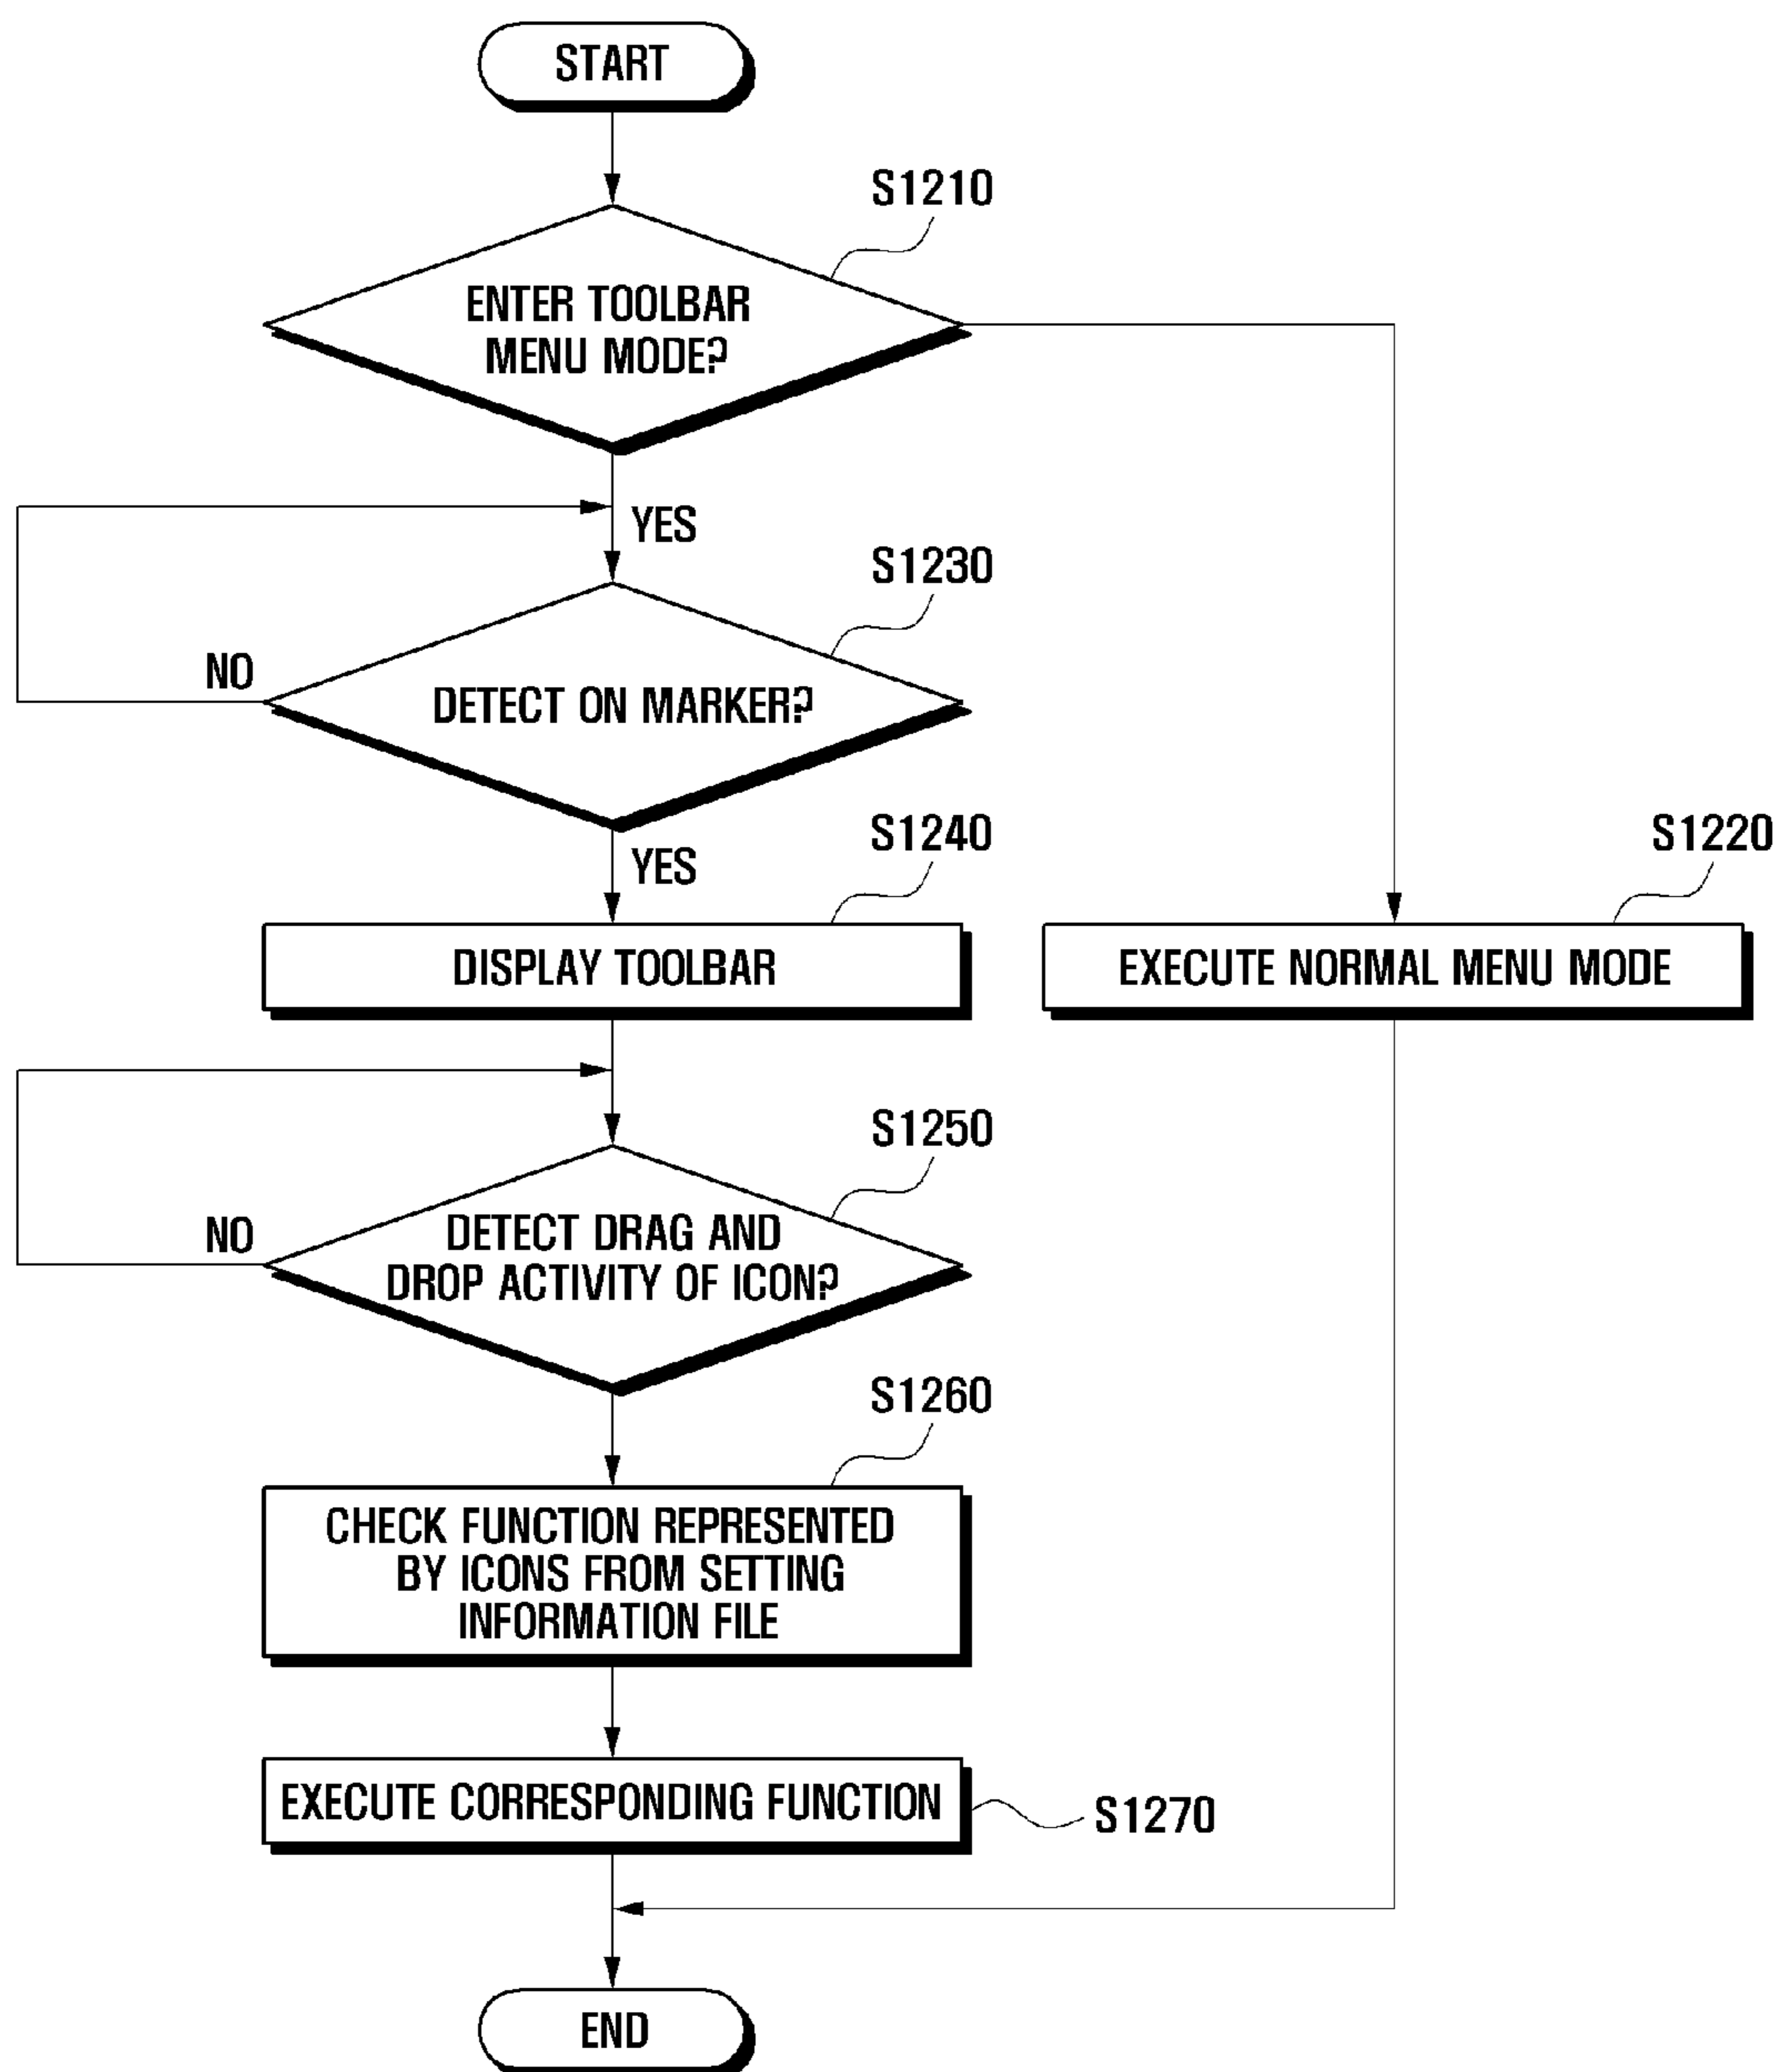 START
S1210
ENTER TOOLBAR
MENU MODE?
YES
S1230
NO
DETECT ON MARKER?
YES
S1240
S1220
DISPLAY TOOLBAR
EXECUTE NORMAL MENU MODE
S1250
NO
DETECT DRAG AND
DROP ACTIVITY OF ICON?
S1260
CHECK FUNCTION REPRESENTED
BY ICONS FROM SETTING
INFORMATION FILE
EXECUTE CORRESPONDING FUNCTION
S1270
END